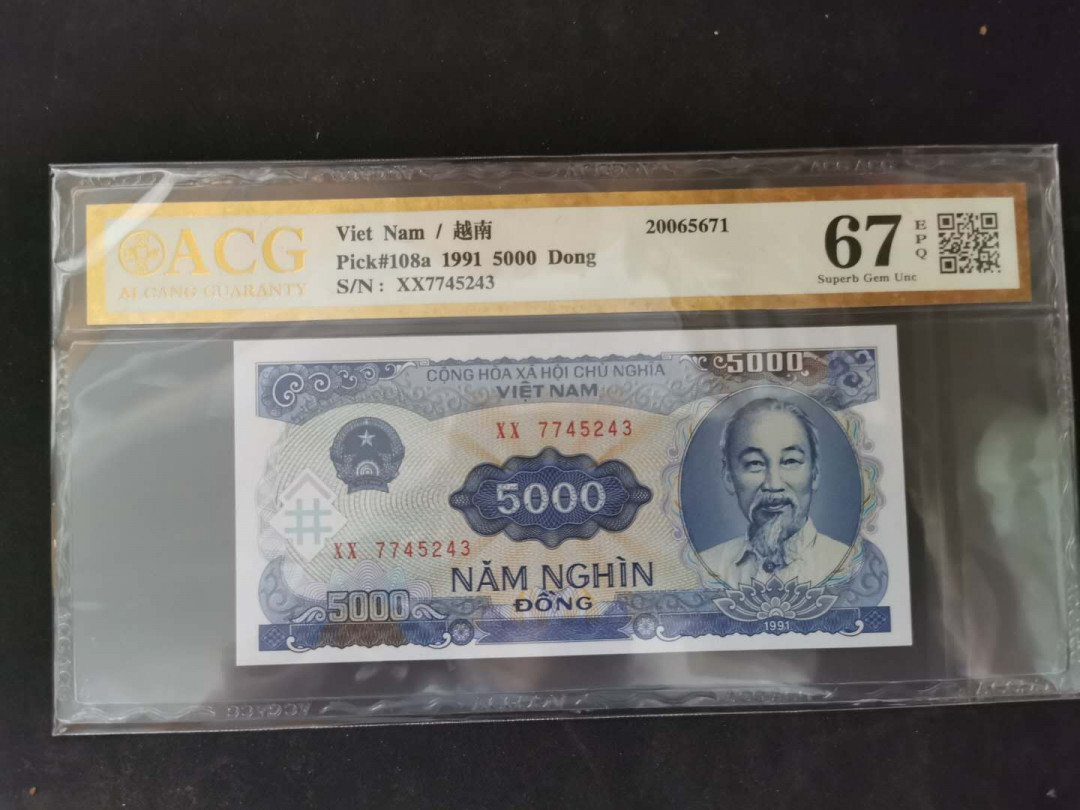 ACG
AI CANG GUARANTY
Viet Nam / 越南
Pick#108a 1991 5000 Dong
S/N: XX7745243
20065671
67
EPQ
Superb Gem Unc
CỘNG HÒA XÃ HỘI CHỦ NGHĨA
VIỆT NAM
5000
XX 7745243
5000
XX 7745243
NĂM NGHÌN
ĐỒNG
5000
1991